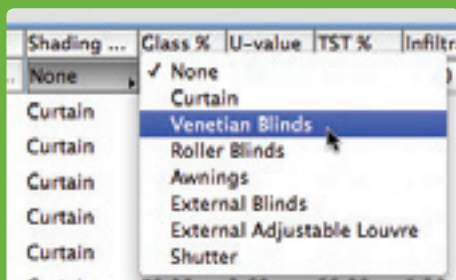 Shading ... Glass % U-value TST % Infiltr
None ✓ None
Curtain Curtain
Venetian Blinds
Curtain Roller Blinds
Curtain Awnings
Curtain External Blinds
External Adjustable Louvre
Curtain Shutter